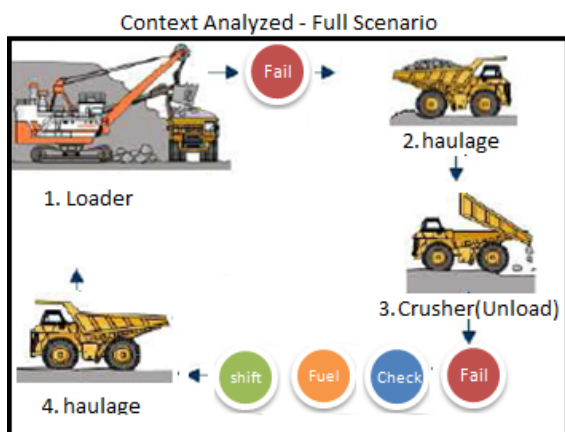 Context Analyzed - Full Scenario
Fail
1. Loader
2.haulage
3.Crusher(Unload)
shift
Fuel
Check
Fail
4. haulage